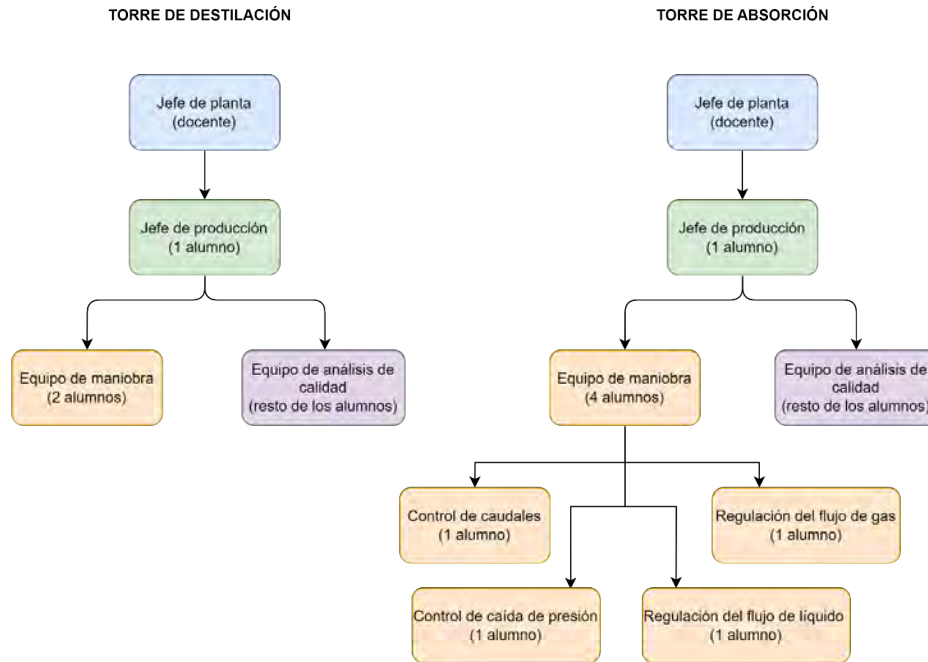 TORRE DE DESTILACIÓN
Jefe de planta
(docente)
Jefe de producción
(1 alumno)
Equipo de maniobra
(2 alumnos)
Equipo de análisis de
calidad
(resto de los alumnos)
TORRE DE ABSORCIÓN
Jefe de planta
(docente)
Jefe de producción
(1 alumno)
Equipo de maniobra
(4 alumnos)
Equipo de análisis de
calidad
(resto de los alumnos)
Control de caudales
(1 alumno)
Regulación del flujo de gas
(1 alumno)
Control de caída de presión
(1 alumno)
Regulación del flujo de líquido
(1 alumno)